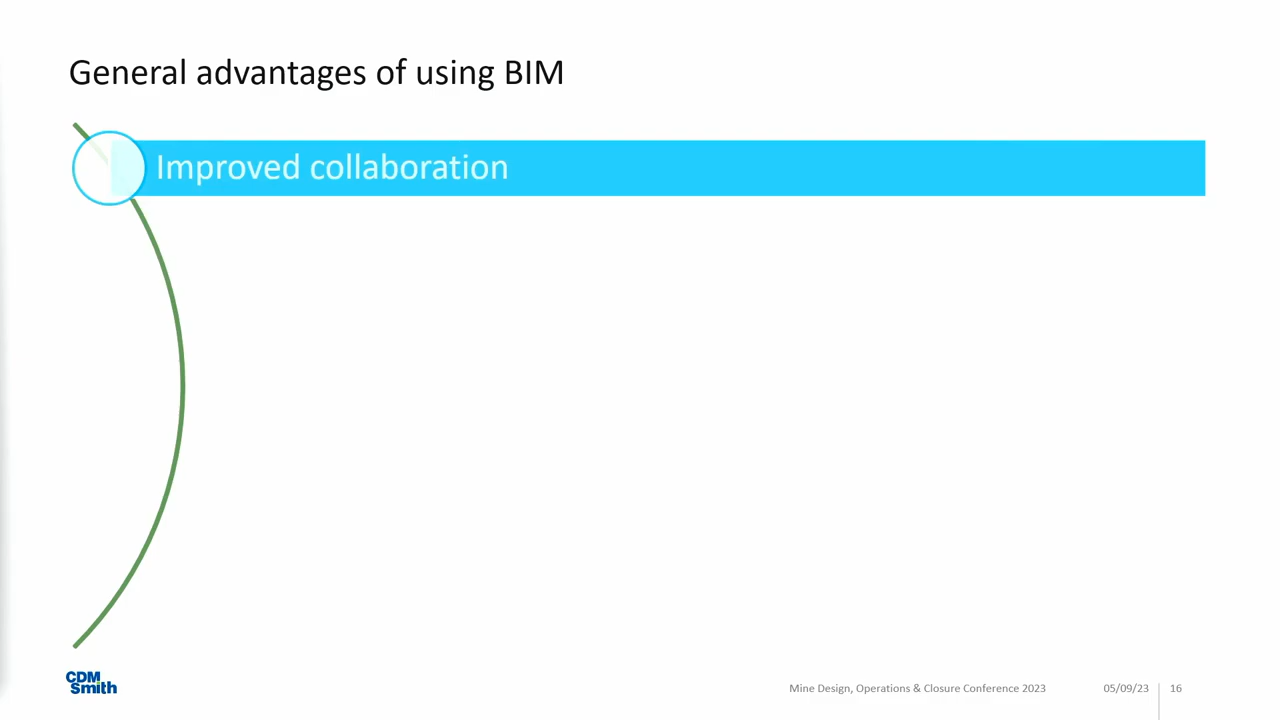 General advantages of using BIM
Improved collaboration
CDM
Smith
Mine Design, Operations & Closure Conference 2023
05/09/23
16